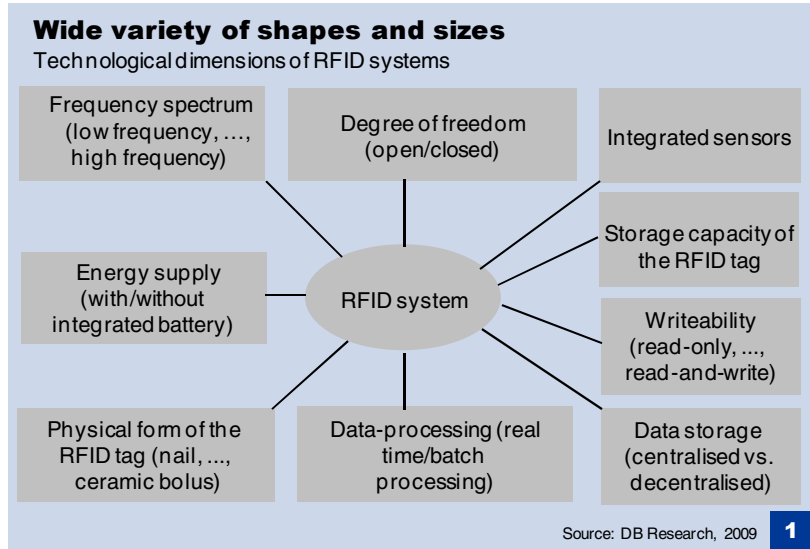 Wide variety of shapes and sizes
Technological dimensions of RFID systems
Frequency spectrum
(low frequency, …,
high frequency)
Degree of freedom
(open/closed)
Integrated sensors
Storage capacity of
the RFID tag
Energy supply
(with/without
integrated battery)
RFID system
Writeability
(read-only, ...,
read-and-write)
Physical form of the
RFID tag (nail, ...,
ceramic bolus)
Data-processing (real
time/batch
processing)
Data storage
(centralised vs.
decentralised)
Source: DB Research, 2009
1